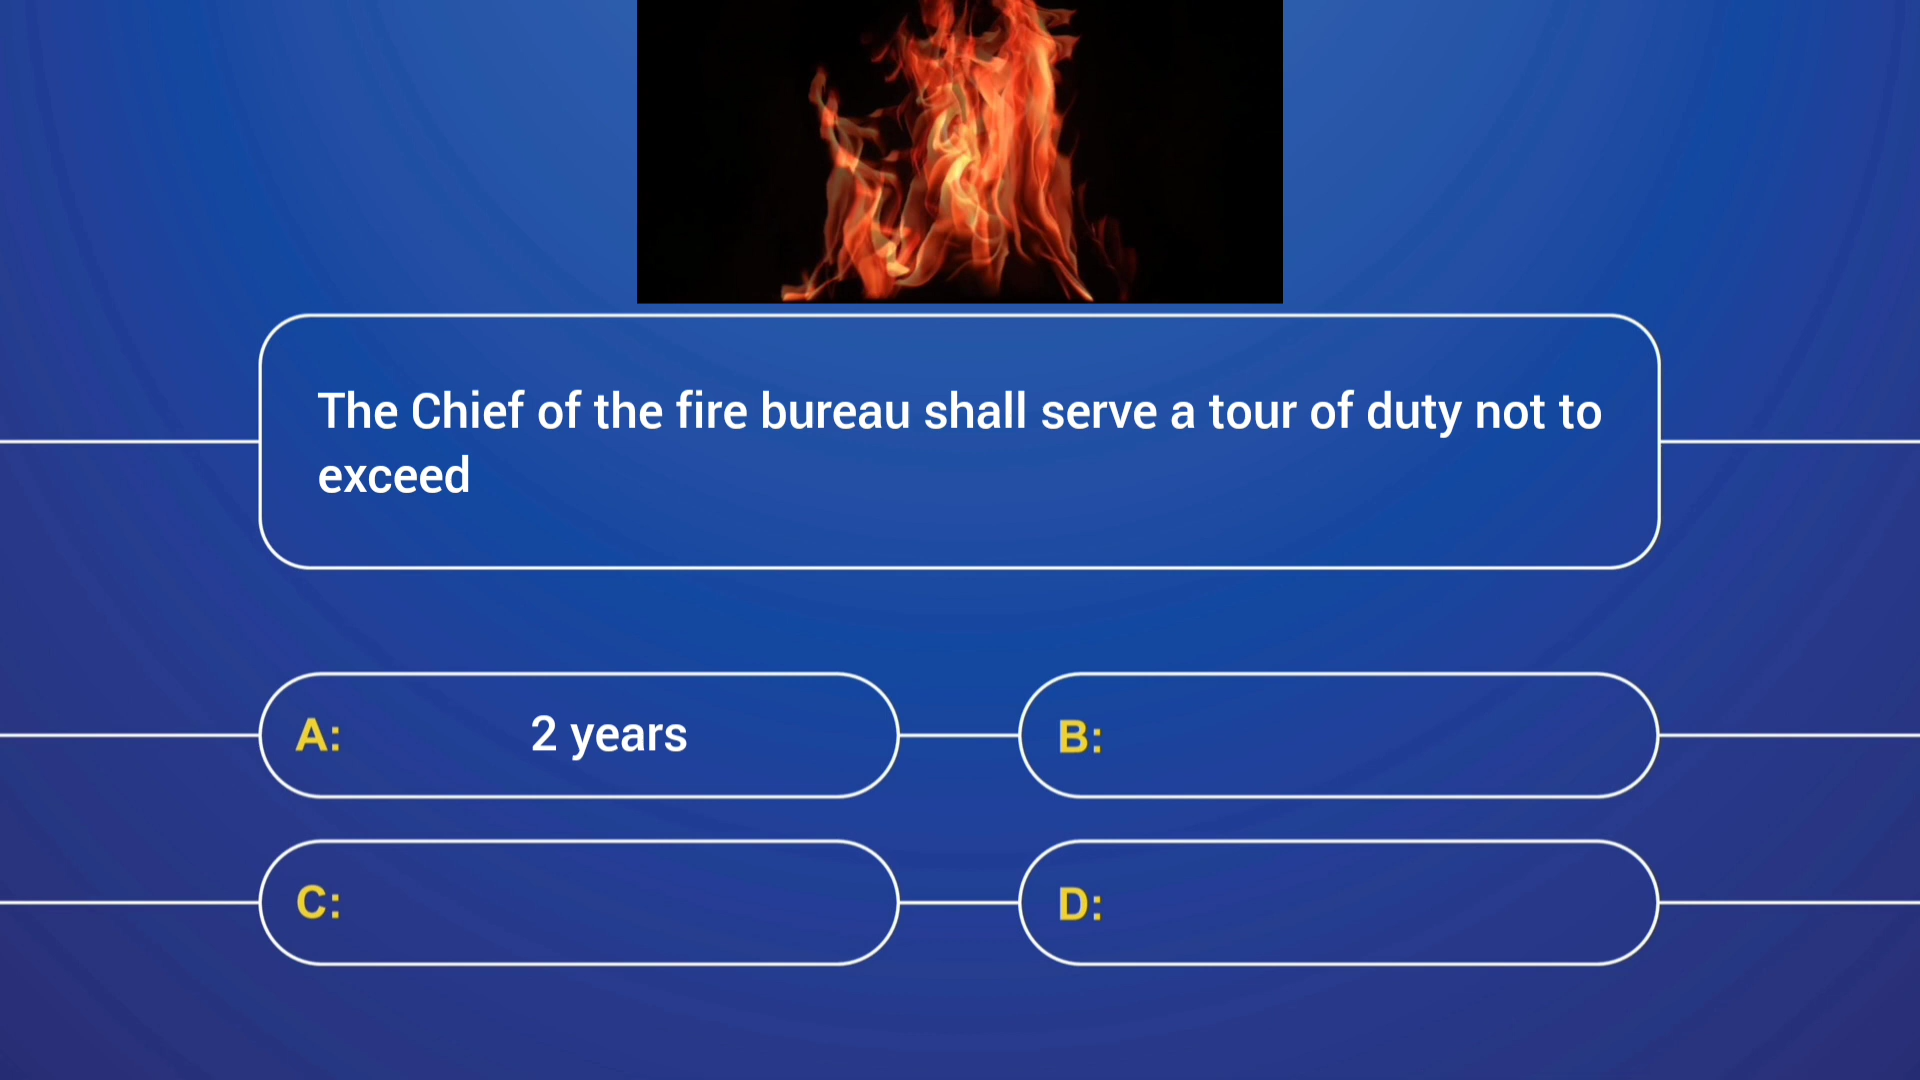 The Chief of the fire bureau shall serve a tour of duty not to
exceed
A: 2 years
B:
C:
D: